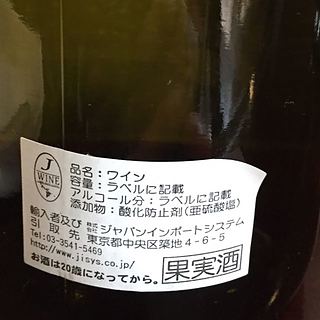 J
WINE
品名：ワイン
容量：ラベルに記載
アルコール分：ラベルに記載
添加物：酸化防止剤(亜硫酸塩)
輸入者及び 株式会社 ジャパンインポートシステム
引取先 東京都中央区築地4-6-5
TEL 03-3541-5469
http://www.jisys.co.jp/
お酒は20歳になってから。
果実酒